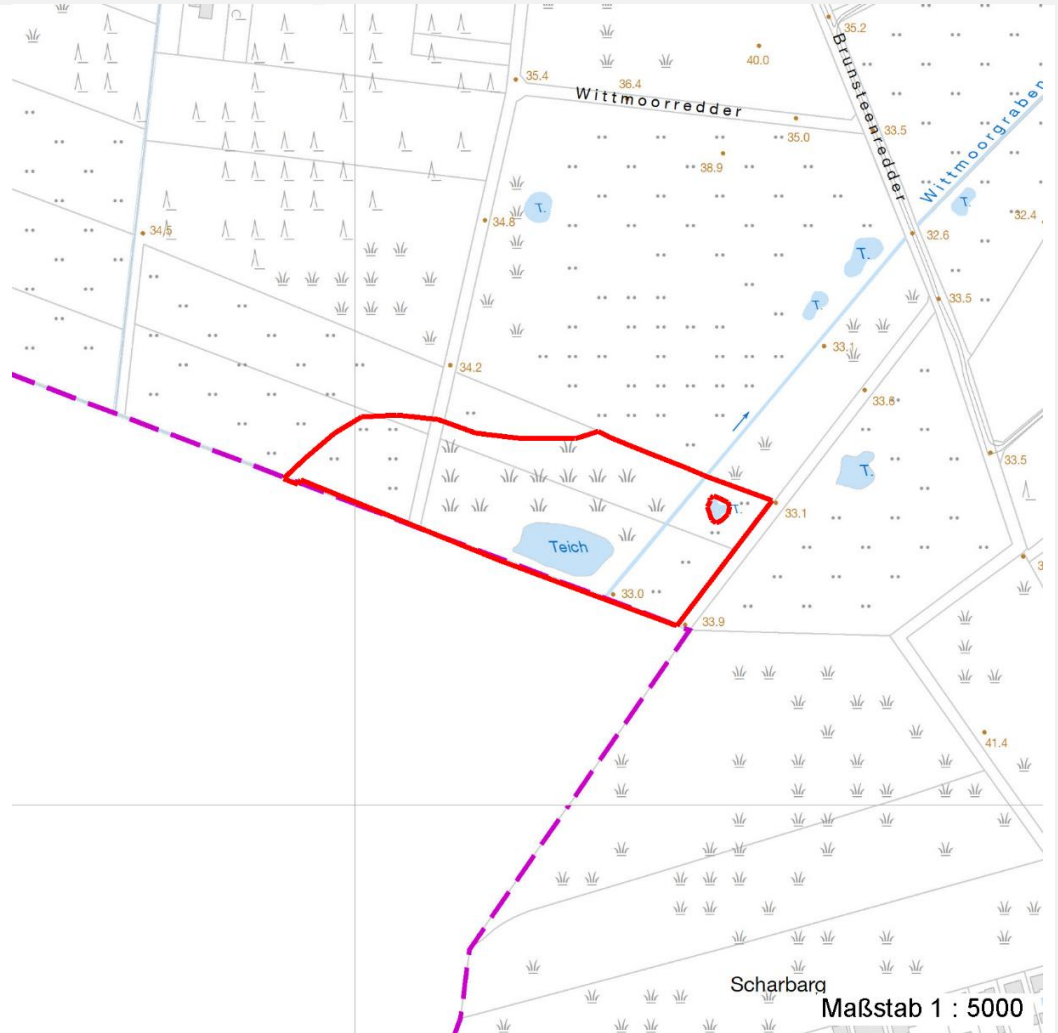 35.2
40.0
35.4
36.4
Wittmoorredder
35.0
Brunsteenredder
33.5
Wittmoorgraben
38.9
T.
T.
34.8
32.4
34.5
32.6
T.
33.5
T.
33.1
34.2
33.6
33.5
T.
T.
33.1
Teich
33.0
33.9
41.4
Scharbarg
Maßstab 1 : 5000